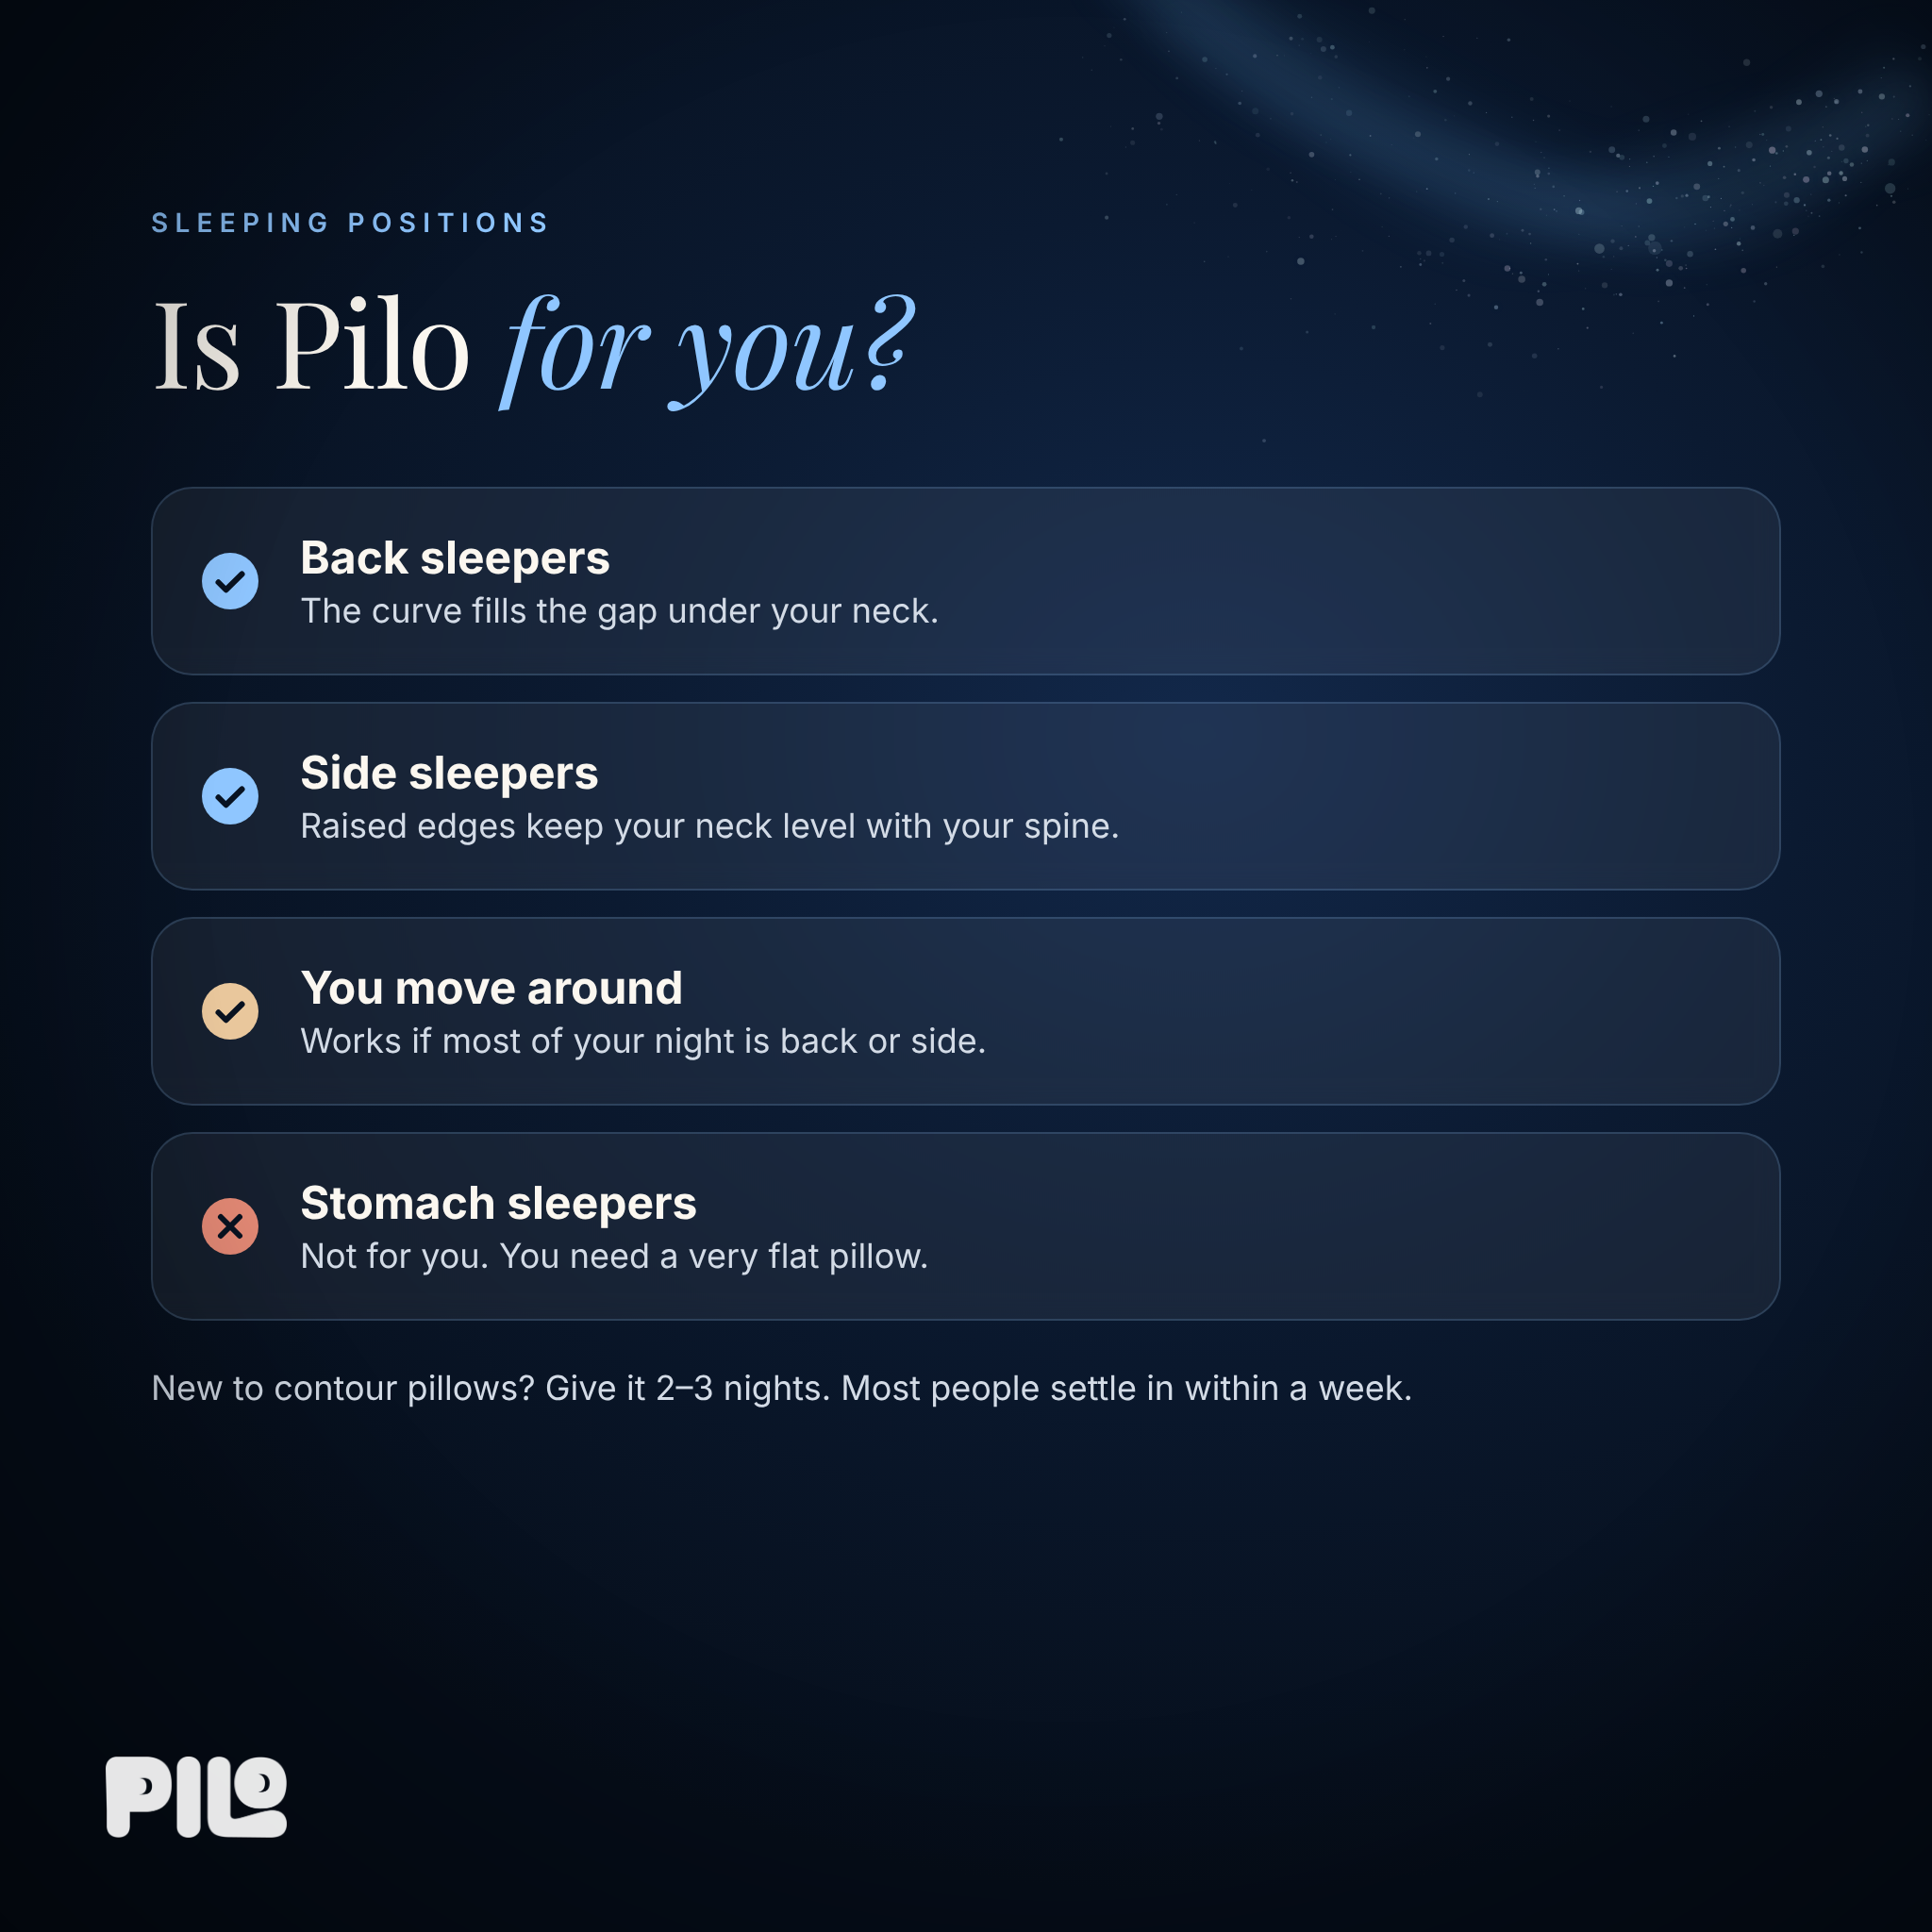 SLEEPING POSITIONS
Is Pilo for you?
Back sleepers
The curve fills the gap under your neck.
Side sleepers
Raised edges keep your neck level with your spine.
You move around
Works if most of your night is back or side.
Stomach sleepers
Not for you. You need a very flat pillow.
New to contour pillows? Give it 2–3 nights. Most people settle in within a week.
PILO